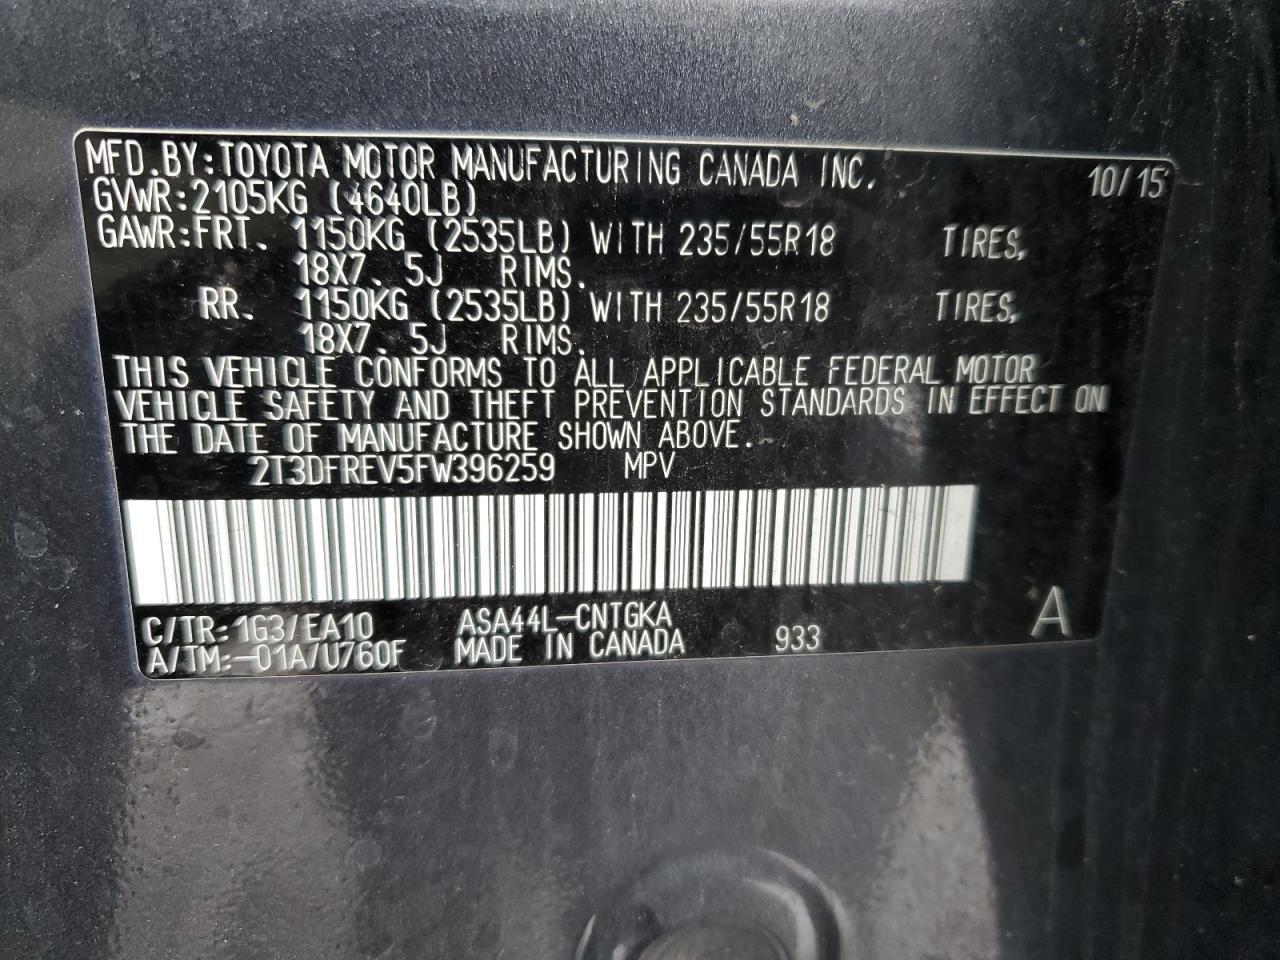 MFD.BY:TOYOTA MOTOR MANUFACTURING CANADA INC. 10/15
GVWR:2105KG (4640LB)
GAWR:FRT. 1150KG (2535LB) WITH 235/55R18 TIRES,
18X7. 5J RIMS.
RR. 1150KG (2535LB) WITH 235/55R18 TIRES,
18X7. 5J RIMS.
THIS VEHICLE CONFORMS TO ALL APPLICABLE FEDERAL MOTOR
VEHICLE SAFETY AND THEFT PREVENTION STANDARDS IN EFFECT ON
THE DATE OF MANUFACTURE SHOWN ABOVE.
2T3DFREV5FW396259 MPV
C/TR:1G3/EA10 ASA44L-CNTGKA
A/TM:-01A/U760F MADE IN CANADA 933 A